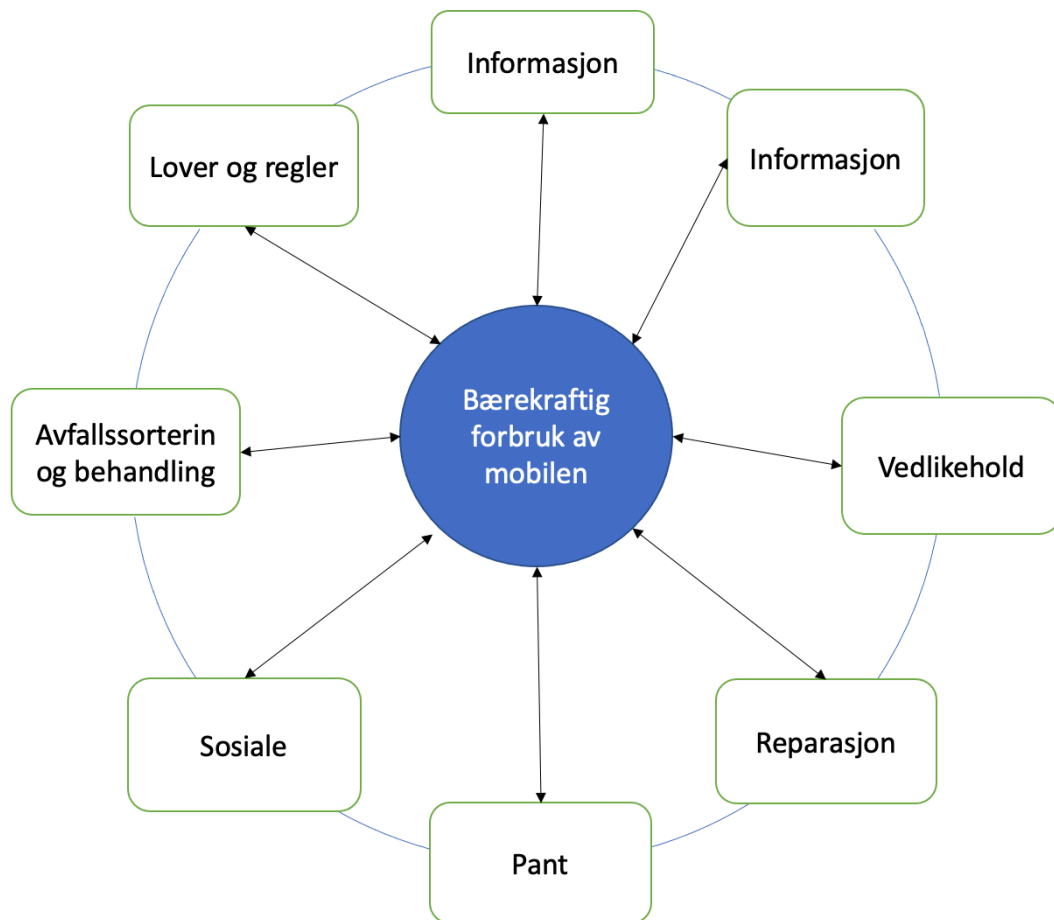 Informasjon
Informasjon
Lover og regler
Bærekraftig
forbruk av
mobilen
Avfallssorterin
og behandling
Vedlikehold
Sosiale
Reparasjon
Pant